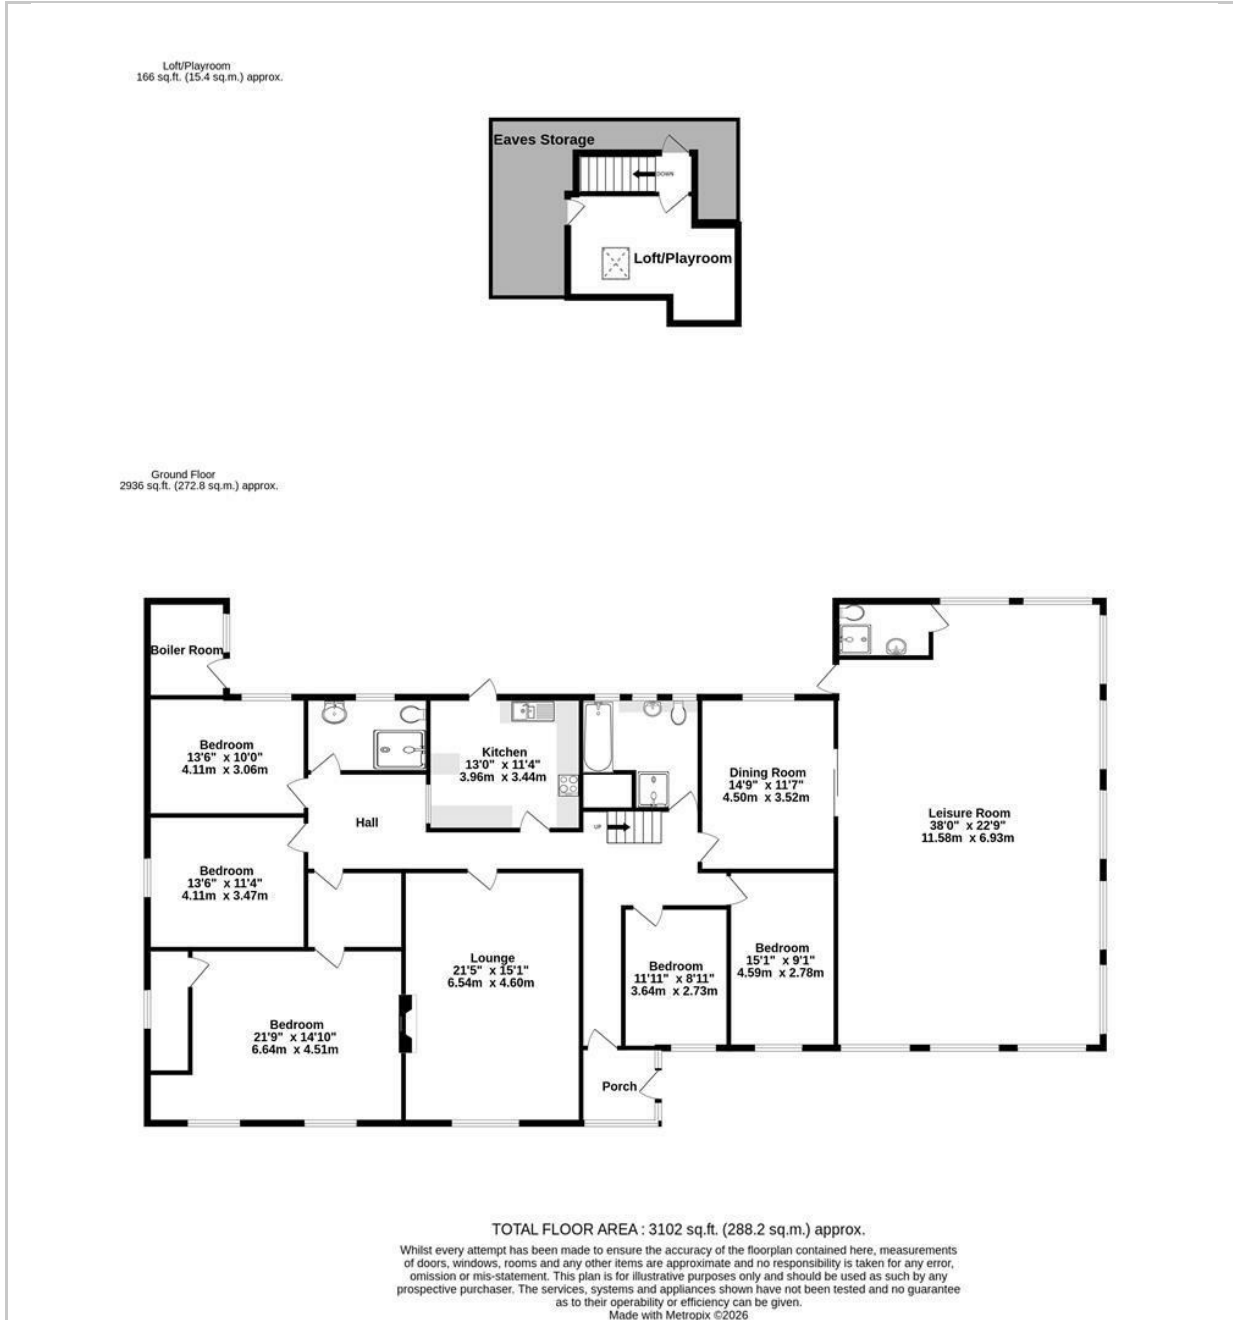 Loft/Playroom
166 sq.ft. (15.4 sq.m.) approx.
Eaves Storage
DOWN
Loft/Playroom
Ground Floor
2936 sq.ft. (272.8 sq.m.) approx.
Boiler Room
Bedroom
13'6" x 10'0"
4.11m x 3.06m
Kitchen
13'0" x 11'4"
3.96m x 3.44m
Dining Room
14'9" x 11'7"
4.50m x 3.52m
Leisure Room
38'0" x 22'9"
11.58m x 6.93m
Hall
UP
Bedroom
13'6" x 11'4"
4.11m x 3.47m
Lounge
21'5" x 15'1"
6.54m x 4.60m
Bedroom
11'11" x 8'11"
3.64m x 2.73m
Bedroom
15'1" x 9'1"
4.59m x 2.78m
Bedroom
21'9" x 14'10"
6.64m x 4.51m
Porch
TOTAL FLOOR AREA : 3102 sq.ft. (288.2 sq.m.) approx.
Whilst every attempt has been made to ensure the accuracy of the floorplan contained here, measurements
of doors, windows, rooms and any other items are approximate and no responsibility is taken for any error,
omission or mis-statement. This plan is for illustrative purposes only and should be used as such by any
prospective purchaser. The services, systems and appliances shown have not been tested and no guarantee
as to their operability or efficiency can be given.
Made with Metropix ©2026